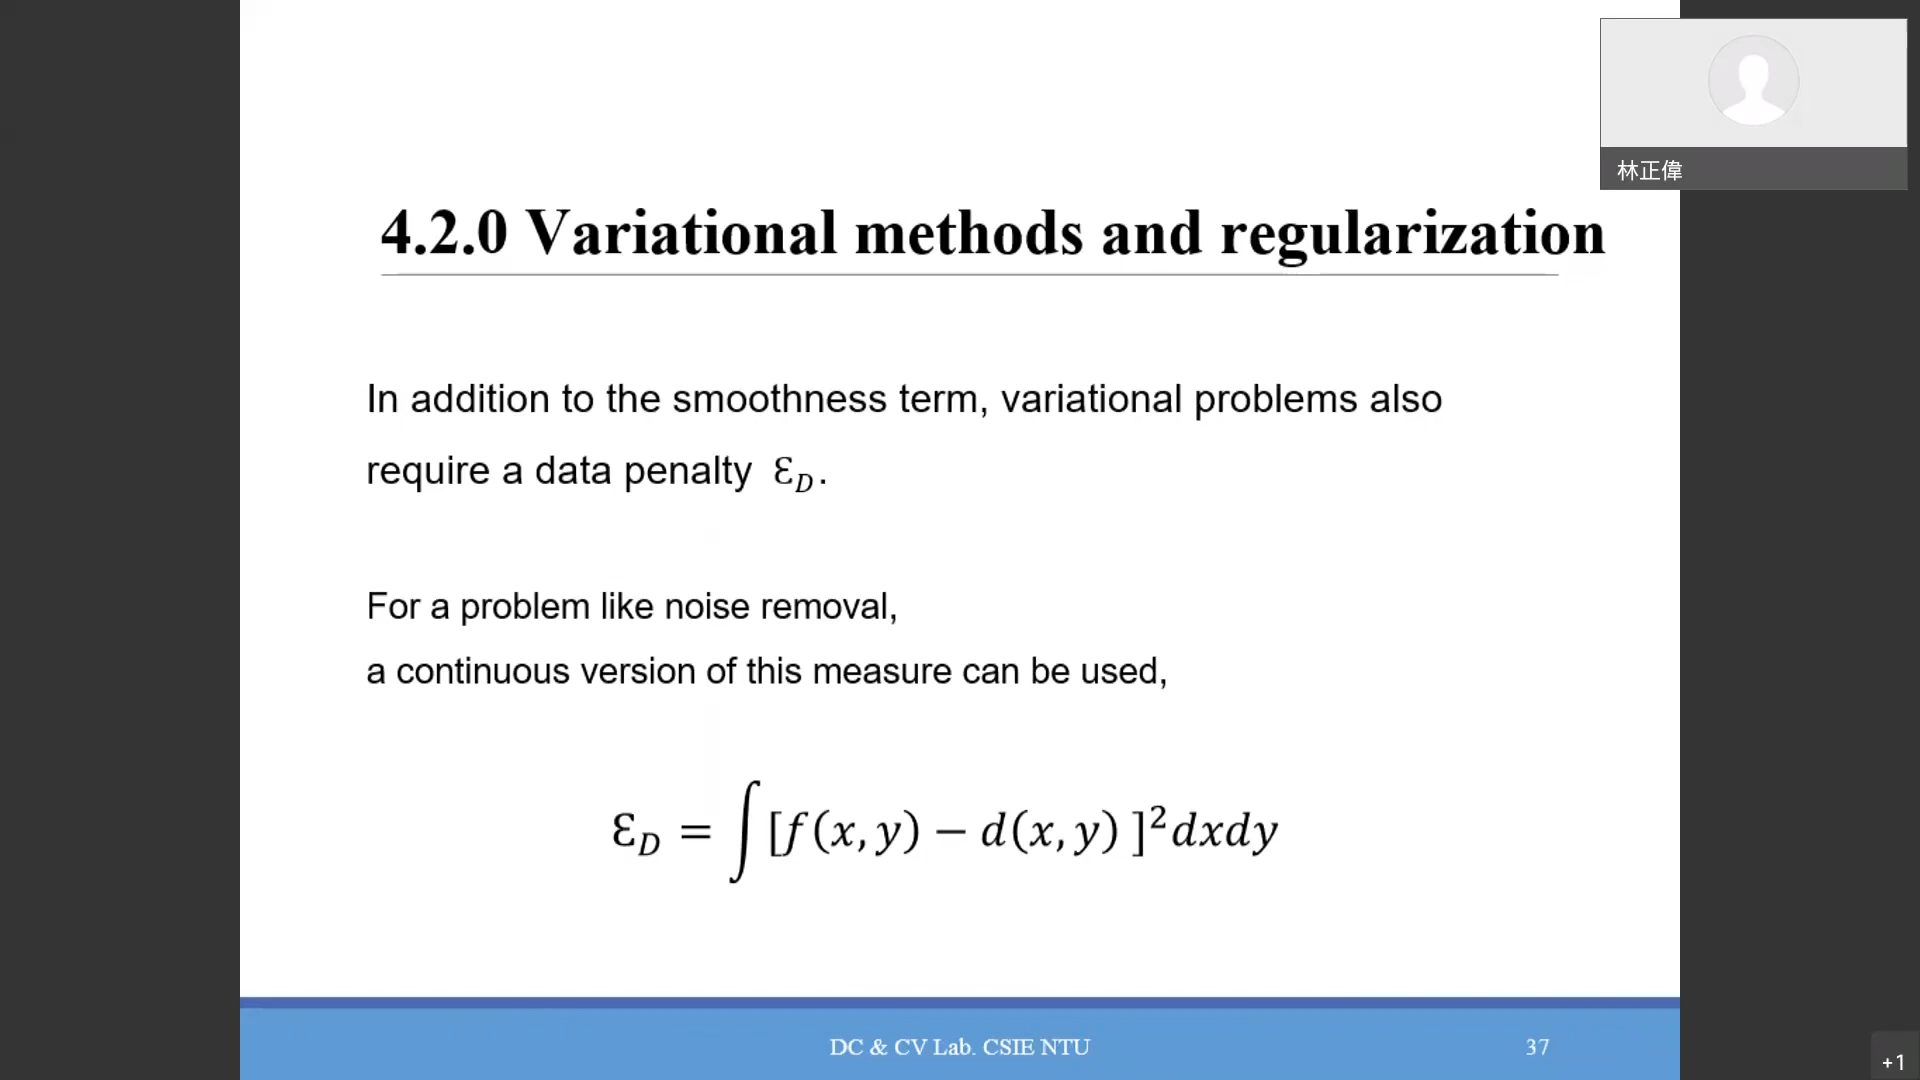 林正偉
4.2.0 Variational methods and regularization
In addition to the smoothness term, variational problems also
require a data penalty ℇ_D.
For a problem like noise removal,
a continuous version of this measure can be used,
ℇ_D = ∫[f(x, y) − d(x, y) ]²dxdy
DC & CV Lab. CSIE NTU
37
+1